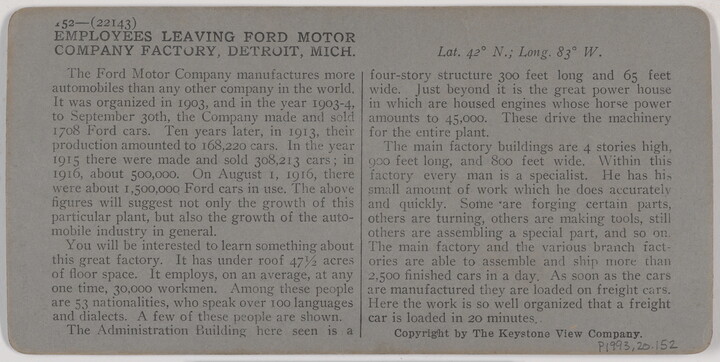 152—(22143)
EMPLOYEES LEAVING FORD MOTOR
COMPANY FACTORY, DETROIT, MICH.
Lat. 42° N.; Long. 83° W.
The Ford Motor Company manufactures more
automobiles than any other company in the world.
It was organized in 1903, and in the year 1903-4,
to September 30th, the Company made and sold
1708 Ford cars. Ten years later, in 1913, their
production amounted to 168,220 cars. In the year
1915 there were made and sold 308,213 cars; in
1916, about 500,000. On August 1, 1916, there
were about 1,500,000 Ford cars in use. The above
figures will suggest not only the growth of this
particular plant, but also the growth of the auto-
mobile industry in general.
You will be interested to learn something about
this great factory. It has under roof 47½ acres
of floor space. It employs, on an average, at any
one time, 30,000 workmen. Among these people
are 53 nationalities, who speak over 100 languages
and dialects. A few of these people are shown.
The Administration Building here seen is a
four-story structure 300 feet long and 65 feet
wide. Just beyond it is the great power house
in which are housed engines whose horse power
amounts to 45,000. These drive the machinery
for the entire plant.
The main factory buildings are 4 stories high,
900 feet long, and 800 feet wide. Within this
factory every man is a specialist. He has his
small amount of work which he does accurately
and quickly. Some are forging certain parts,
others are turning, others are making tools, still
others are assembling a special part, and so on.
The main factory and the various branch fact-
ories are able to assemble and ship more than
2,500 finished cars in a day. As soon as the cars
are manufactured they are loaded on freight cars.
Here the work is so well organized that a freight
car is loaded in 20 minutes.
Copyright by The Keystone View Company.
P1993.20.152